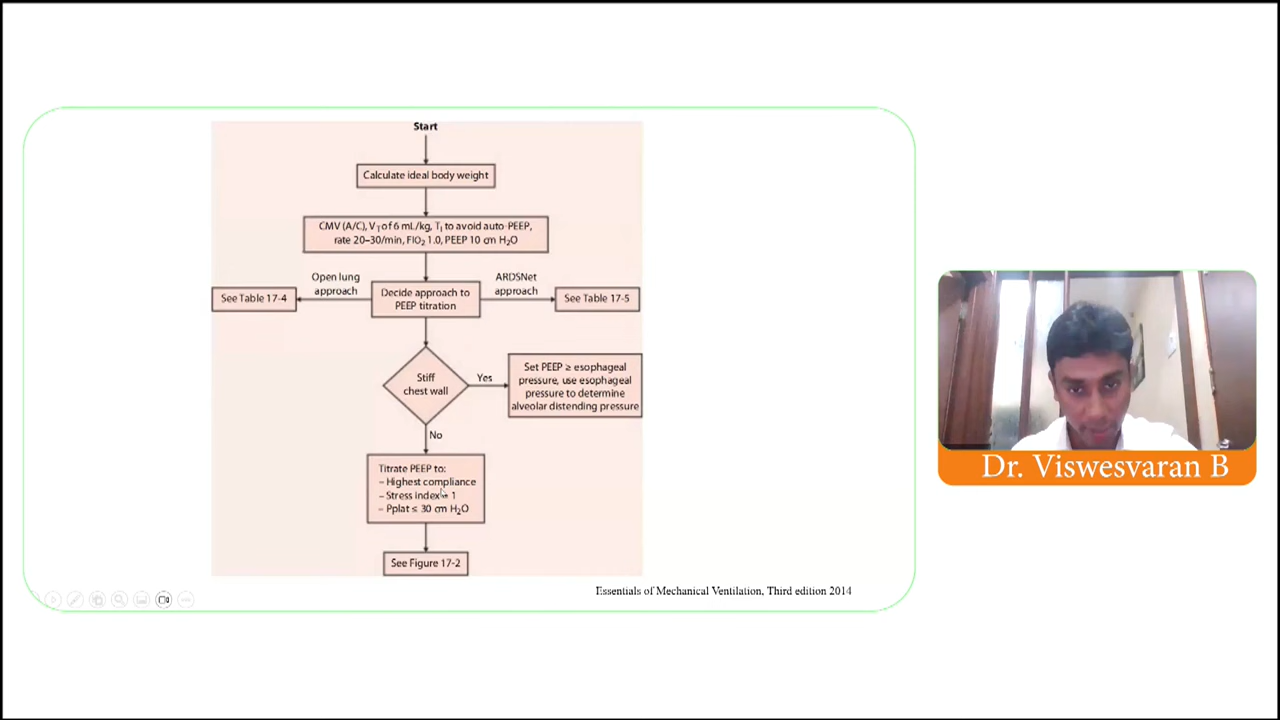 Start
Calculate ideal body weight
CMV (A/C), VT of 6 mL/kg, TI to avoid auto-PEEP,
rate 20–30/min, FIO2 1.0, PEEP 10 cm H2O
Open lung
approach
ARDSNet
approach
See Table 17-4
Decide approach to
PEEP titration
See Table 17-5
Stiff
chest wall
Yes
Set PEEP ≥ esophageal
pressure, use esophageal
pressure to determine
alveolar distending pressure
No
Titrate PEEP to:
– Highest compliance
– Stress index 1
– Pplat ≤ 30 cm H2O
See Figure 17-2
Essentials of Mechanical Ventilation, Third edition 2014
Dr. Viswesvaran B